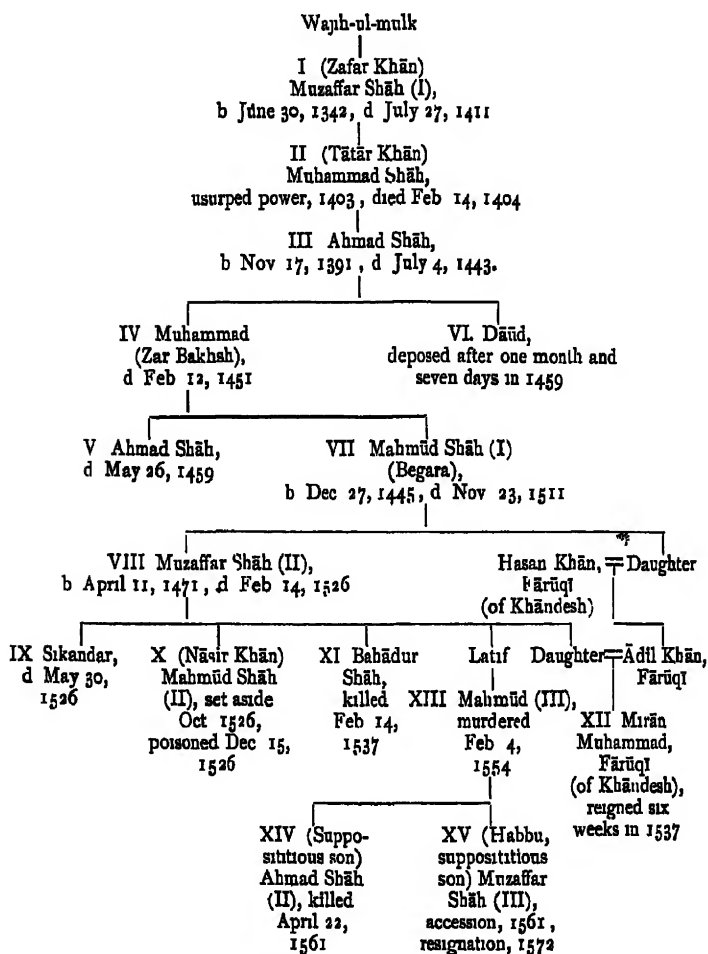 Wajih-ul-mulk
I (Zafar Khān)
Muzaffar Shāh (I),
b June 30, 1342, d July 27, 1411
II (Tātār Khān)
Muhammad Shāh,
usurped power, 1403, died Feb 14, 1404
III Ahmad Shāh,
b Nov 17, 1391, d July 4, 1443.
IV Muhammad
(Zar Bakhsh),
d Feb 12, 1451
VI. Dāūd,
deposed after one month and
seven days in 1459
V Ahmad Shāh,
d May 26, 1459
VII Mahmūd Shāh (I)
(Begara),
b Dec 27, 1445, d Nov 23, 1511
VIII Muzaffar Shāh (II),
b April 11, 1471, d Feb 14, 1526
Hasan Khān, = Daughter
Fārūqī
(of Khāndesh)
IX Sikandar,
d May 30,
1526
X (Nāsir Khān)
Mahmūd Shāh
(II), set aside
Oct 1526,
poisoned Dec 15,
1526
XI Bahādur
Shāh,
killed
Feb 14,
1537
Latīf
XIII Mahmūd (III),
murdered
Feb 4,
1554
Daughter = Ādil Khān,
Fārūqī
XII Mīrān
Muhammad,
Fārūqī
(of Khāndesh),
reigned six
weeks in 1537
XIV (Suppo-
sititious son)
Ahmad Shāh
(II), killed
April 22,
1561
XV (Habbu,
supposititious
son) Muzaffar
Shāh (III),
accession, 1561,
resignation, 1572